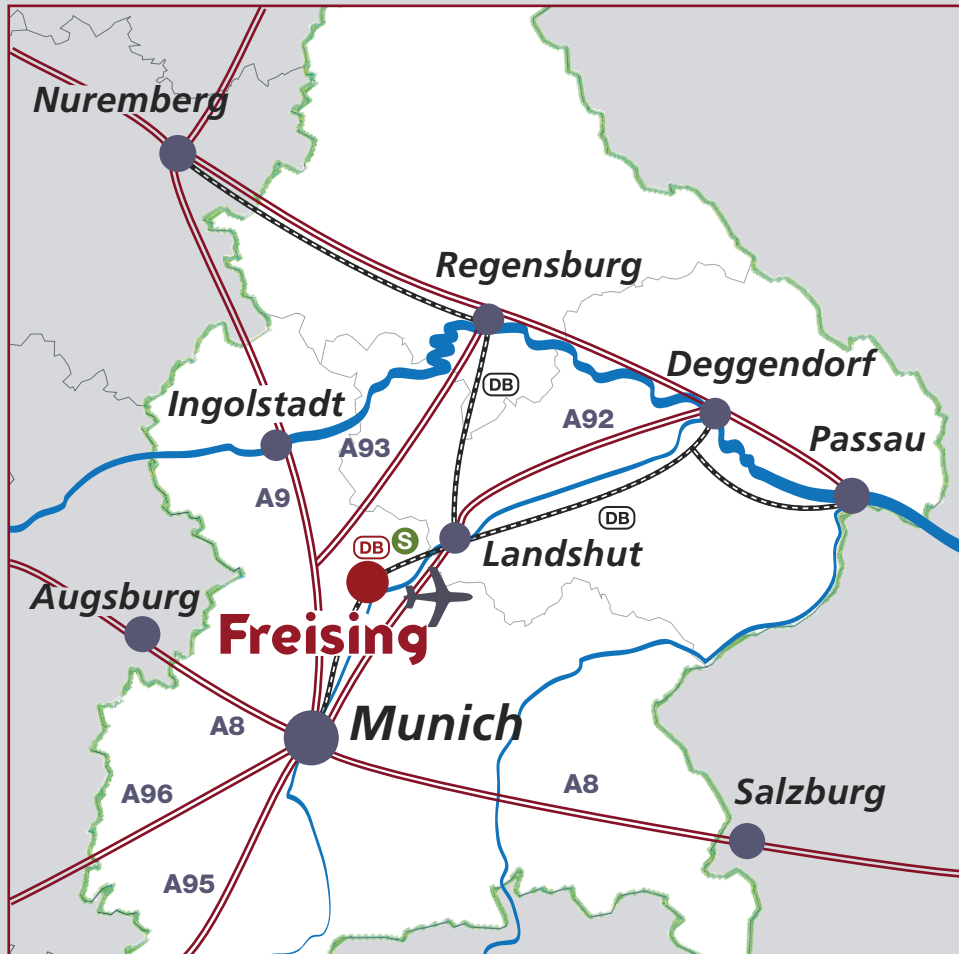 Nuremberg
Regensburg
Deggendorf
DB
Ingolstadt
A92
Passau
A93
A9
DB
DB S
Landshut
Augsburg
Freising
A8
Munich
A96
A8
Salzburg
A95